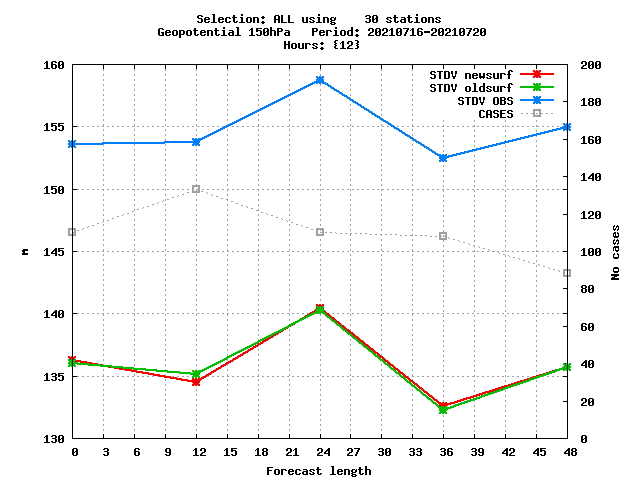 Selection: ALL using    30 stations
Geopotential 150hPa   Period: 20210716-20210720
Hours: {12}
160 200
STDV newsurf
STDV oldsurf
STDV OBS
CASES
180
155 160
150 140
120
m 145 100 No cases
80
140
60
135 40
20
130 0
0 3 6 9 12 15 18 21 24 27 30 33 36 39 42 45 48
Forecast length